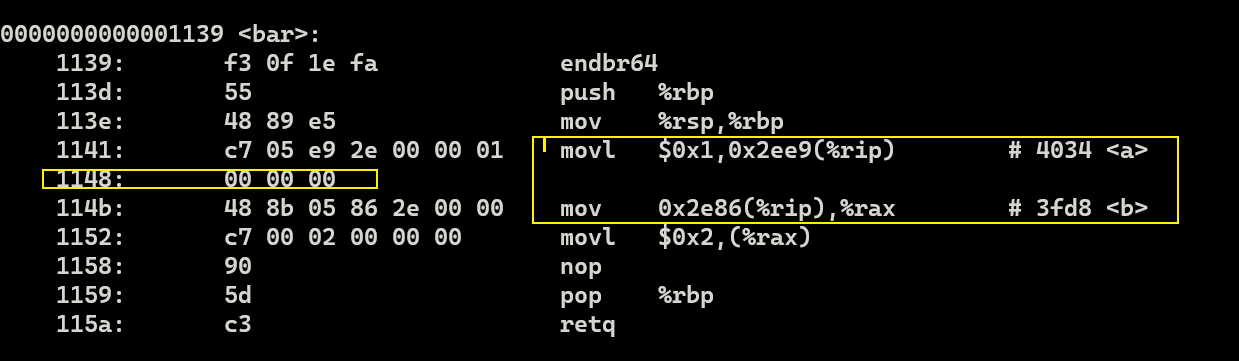 0000000000001139 <bar>:
1139: f3 0f 1e fa endbr64
113d: 55 push %rbp
113e: 48 89 e5 mov %rsp,%rbp
1141: c7 05 e9 2e 00 00 01 movl $0x1,0x2ee9(%rip) # 4034 <a>
1148: 00 00 00
114b: 48 8b 05 86 2e 00 00 mov 0x2e86(%rip),%rax # 3fd8 <b>
1152: c7 00 02 00 00 00 movl $0x2,(%rax)
1158: 90 nop
1159: 5d pop %rbp
115a: c3 retq